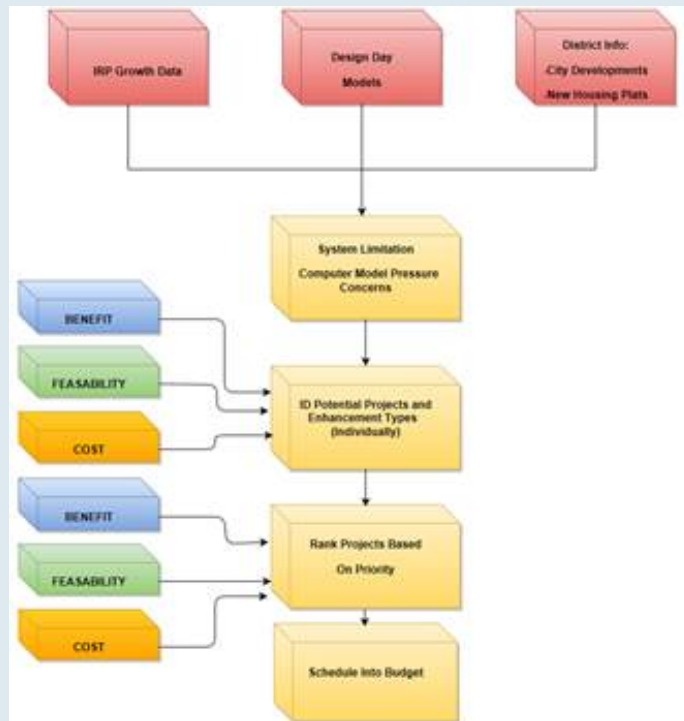 IRP Growth Data
Design Day
Models
District Info:
-City Developments
-New Housing Plats
System Limitation
Computer Model Pressure
Concerns
BENEFIT
FEASABILITY
COST
ID Potential Projects and
Enhancement Types
(Individually)
BENEFIT
FEASABILITY
COST
Rank Projects Based
On Priority
Schedule Into Budget